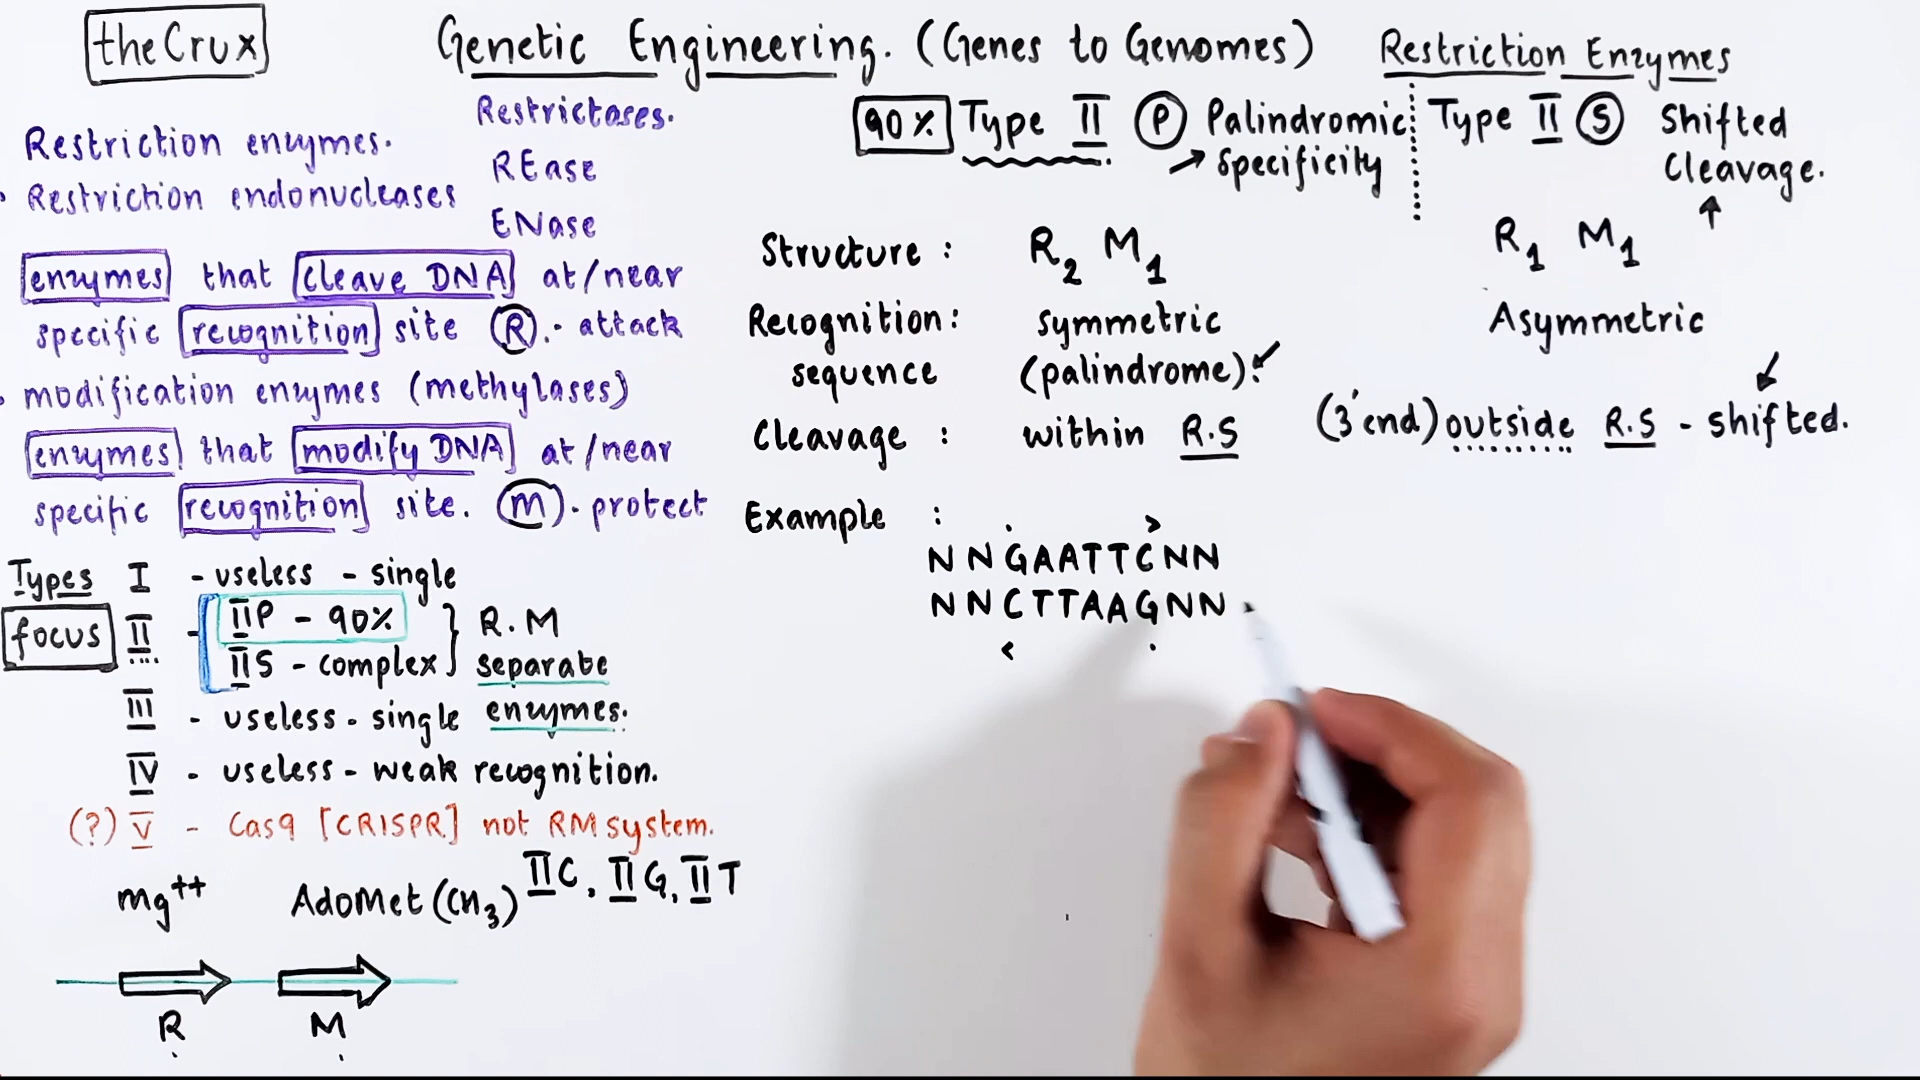 theCrux
Genetic Engineering. (Genes to Genomes)
Restriction Enzymes
Restriction enzymes.
Restrictases.
REase
Restriction endonucleases
ENase
enzymes that cleave DNA at/near
specific recognition site (R). - attack
modification enzymes (methylases)
enzymes that modify DNA at/near
specific recognition site. (m). protect
Types I - useless - single
focus II - IIP - 90% } R.M
IIS - complex separate
III - useless - single enzymes.
IV - useless - weak recognition.
(?) V - Cas9 [CRISPR] not RM system.
mg++ AdoMet (CH3) IIC, IIG, IIT
R M
90% Type II P Palindromic
→ specificity
Type II S Shifted
Cleavage.
↑
Structure : R2 M1 R1 M1
Recognition: symmetric Asymmetric
sequence (palindrome).
Cleavage : within R.S (3'end) outside R.S - shifted.
Example :
. >
N N G A A T T C N N
N N C T T A A G N N
< .